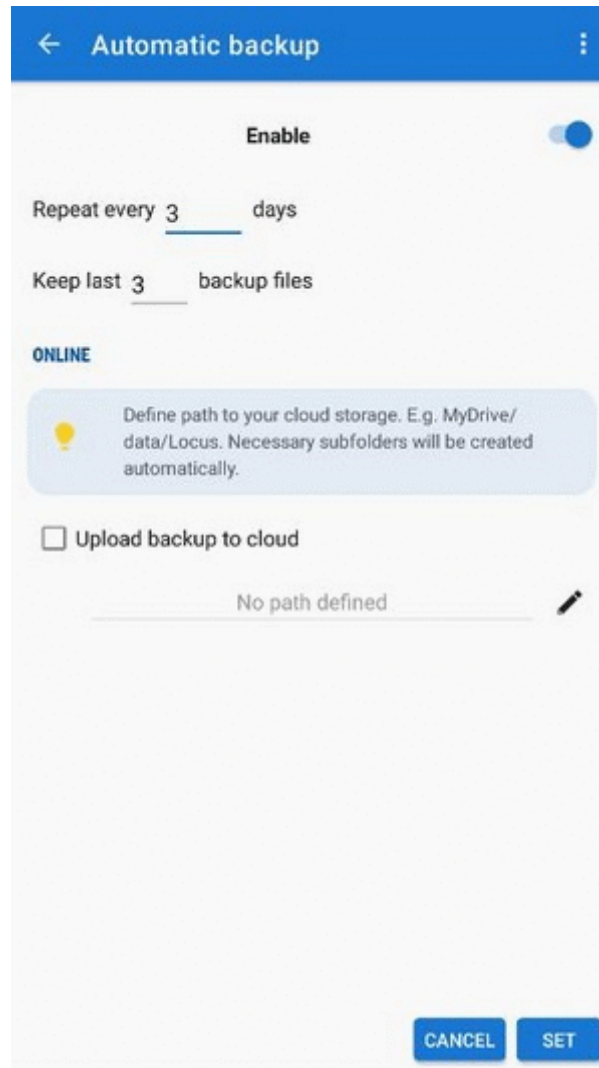 Automatic backup
Enable
Repeat every 3 days
Keep last 3 backup files
ONLINE
Define path to your cloud storage. E.g. MyDrive/
data/Locus. Necessary subfolders will be created
automatically.
Upload backup to cloud
No path defined
CANCEL SET